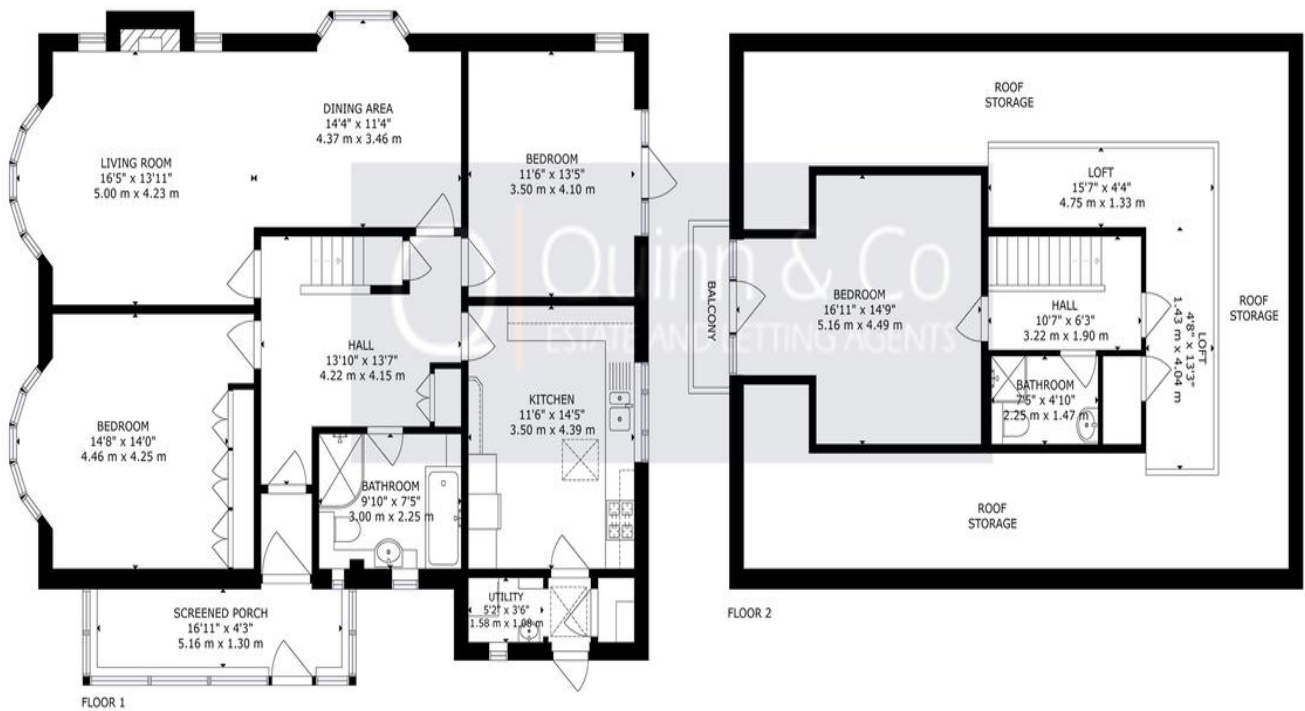 LIVING ROOM
16'5" x 13'11"
5.00 m x 4.23 m
DINING AREA
14'4" x 11'4"
4.37 m x 3.46 m
BEDROOM
11'6" x 13'5"
3.50 m x 4.10 m
HALL
13'10" x 13'7"
4.22 m x 4.15 m
BEDROOM
14'8" x 14'0"
4.46 m x 4.25 m
KITCHEN
11'6" x 14'5"
3.50 m x 4.39 m
BATHROOM
9'10" x 7'5"
3.00 m x 2.25 m
UTILITY
5'2" x 3'6"
1.58 m x 1.08 m
SCREENED PORCH
16'11" x 4'3"
5.16 m x 1.30 m
FLOOR 1
Quinn & Co
ESTATE AND LETTING AGENTS
ROOF
STORAGE
LOFT
15'7" x 4'4"
4.75 m x 1.33 m
BALCONY
BEDROOM
16'11" x 14'9"
5.16 m x 4.49 m
HALL
10'7" x 6'3"
3.22 m x 1.90 m
LOFT
4'8" x 13'3"
1.43 m x 4.04 m
ROOF
STORAGE
BATHROOM
7'5" x 4'10"
2.25 m x 1.47 m
ROOF
STORAGE
FLOOR 2